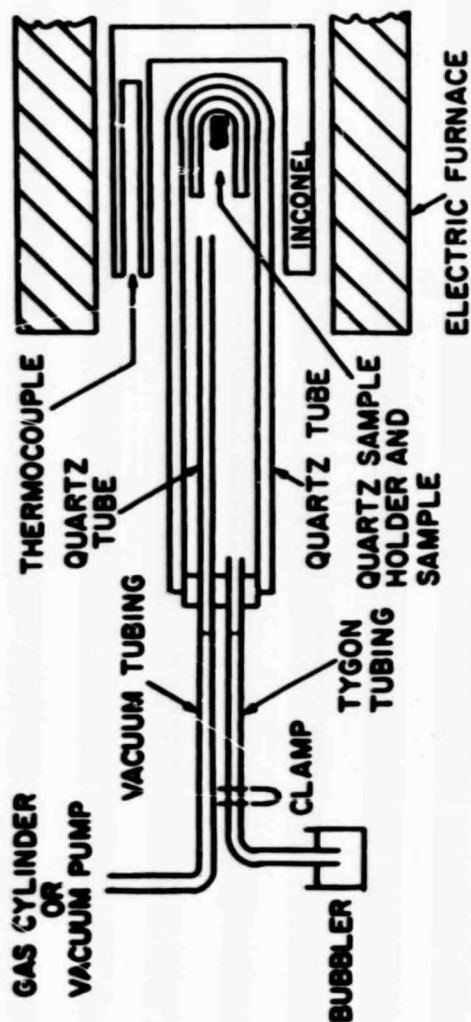 GAS CYLINDER
OR
VACUUM PUMP
VACUUM TUBING
THERMOCOUPLE
QUARTZ
TUBE
INCONEL
BUBBLER
CLAMP
TYGON
TUBING
QUARTZ TUBE
QUARTZ SAMPLE
HOLDER AND
SAMPLE
ELECTRIC FURNACE